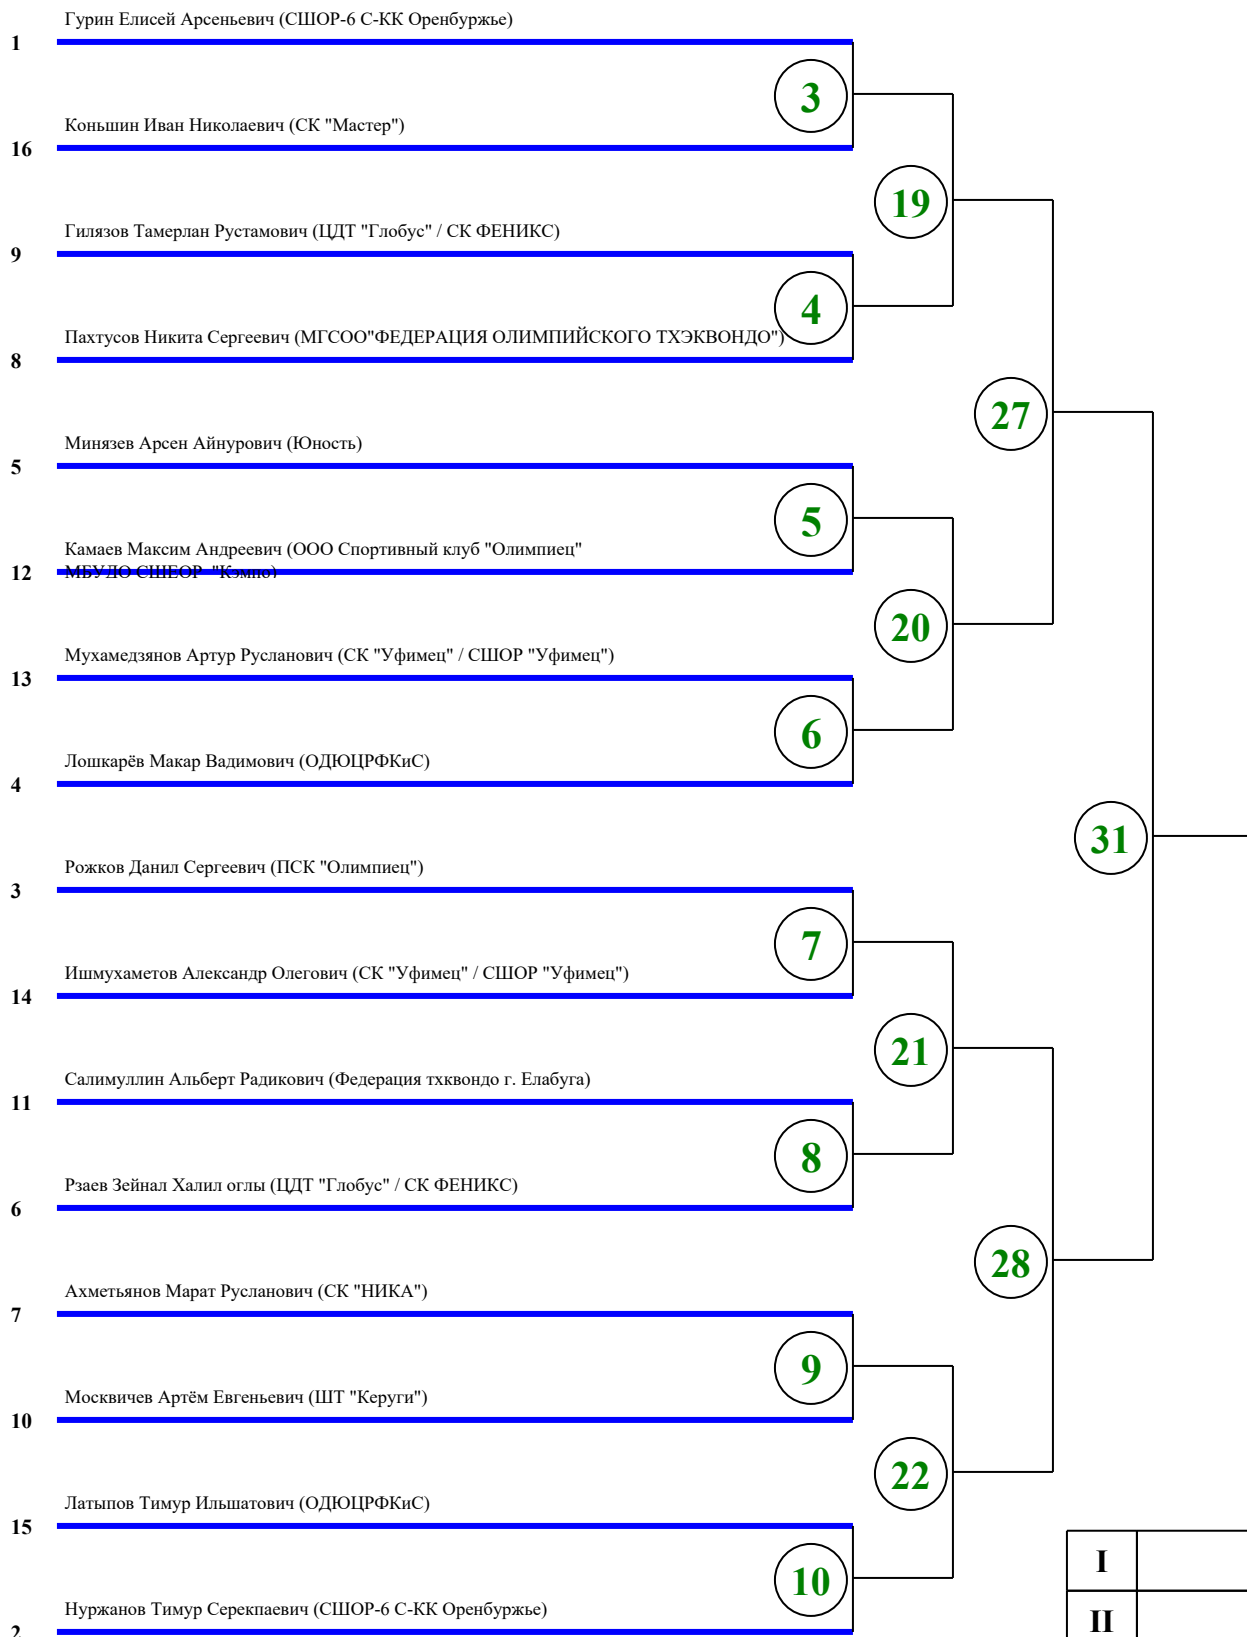 Гурин Елисей Арсеньевич (СШОР-6 С-КК Оренбуржье)
1
3
Коньшин Иван Николаевич (СК "Мастер")
16
19
Гилязов Тамерлан Рустамович (ЦДТ "Глобус" / СК ФЕНИКС)
9
4
Пахтусов Никита Сергеевич (МГСОО"ФЕДЕРАЦИЯ ОЛИМПИЙСКОГО ТХЭКВОНДО")
8
27
Минязев Арсен Айнурович (Юность)
5
5
Камаев Максим Андреевич (ООО Спортивный клуб "Олимпиец"
МБУДО СШЕОР "Кэмпо)
12
20
Мухамедзянов Артур Русланович (СК "Уфимец" / СШОР "Уфимец")
13
6
Лошкарёв Макар Вадимович (ОДЮЦРФКиС)
4
31
Рожков Данил Сергеевич (ПСК "Олимпиец")
3
7
Ишмухаметов Александр Олегович (СК "Уфимец" / СШОР "Уфимец")
14
21
Салимуллин Альберт Радикович (Федерация тхквондо г. Елабуга)
11
8
Рзаев Зейнал Халил оглы (ЦДТ "Глобус" / СК ФЕНИКС)
6
28
Ахметьянов Марат Русланович (СК "НИКА")
7
9
Москвичев Артём Евгеньевич (ШТ "Керуги")
10
22
Латыпов Тимур Ильшатович (ОДЮЦРФКиС)
15
10
Нуржанов Тимур Серекпаевич (СШОР-6 С-КК Оренбуржье)
2
I
II